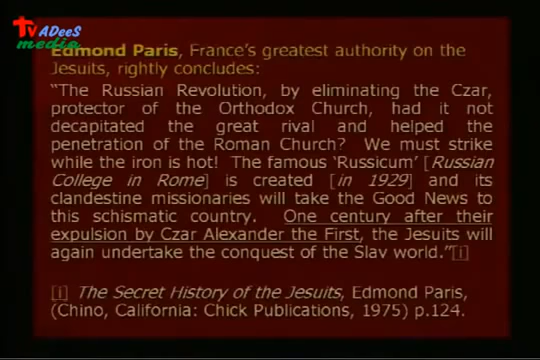 TV ADeeS
media
Edmond Paris, France's greatest authority on the
Jesuits, rightly concludes:
"The Russian Revolution, by eliminating the Czar,
protector of the Orthodox Church, had it not
decapitated the great rival and helped the
penetration of the Roman Church? We must strike
while the iron is hot! The famous 'Russicum' [Russian
College in Rome] is created [in 1929] and its
clandestine missionaries will take the Good News to
this schismatic country. One century after their
expulsion by Czar Alexander the First, the Jesuits will
again undertake the conquest of the Slav world."[i]
[i] The Secret History of the Jesuits, Edmond Paris,
(Chino, California: Chick Publications, 1975) p.124.